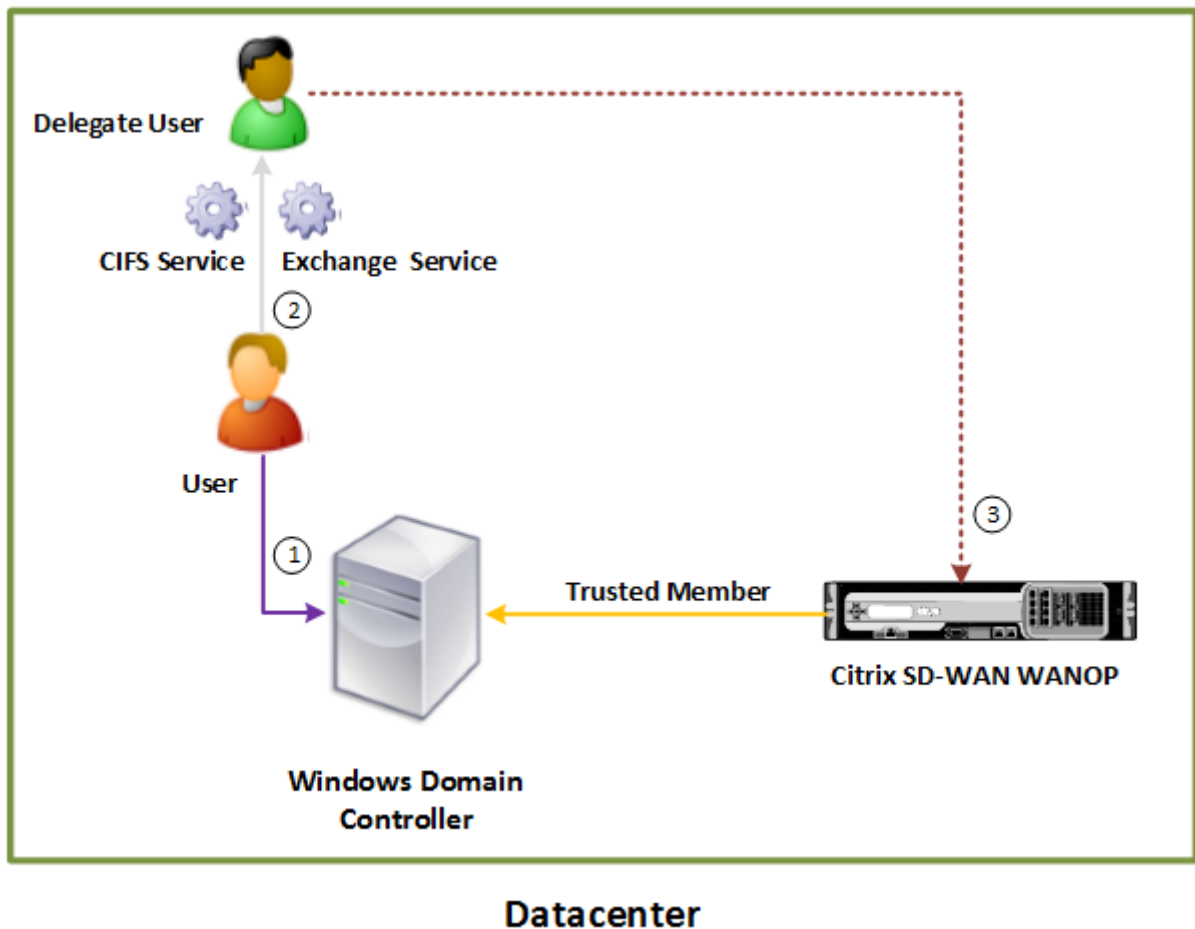 Delegate User
CIFS Service
Exchange Service
2
User
1
3
Trusted Member
Citrix SD-WAN WANOP
Windows Domain
Controller
Datacenter